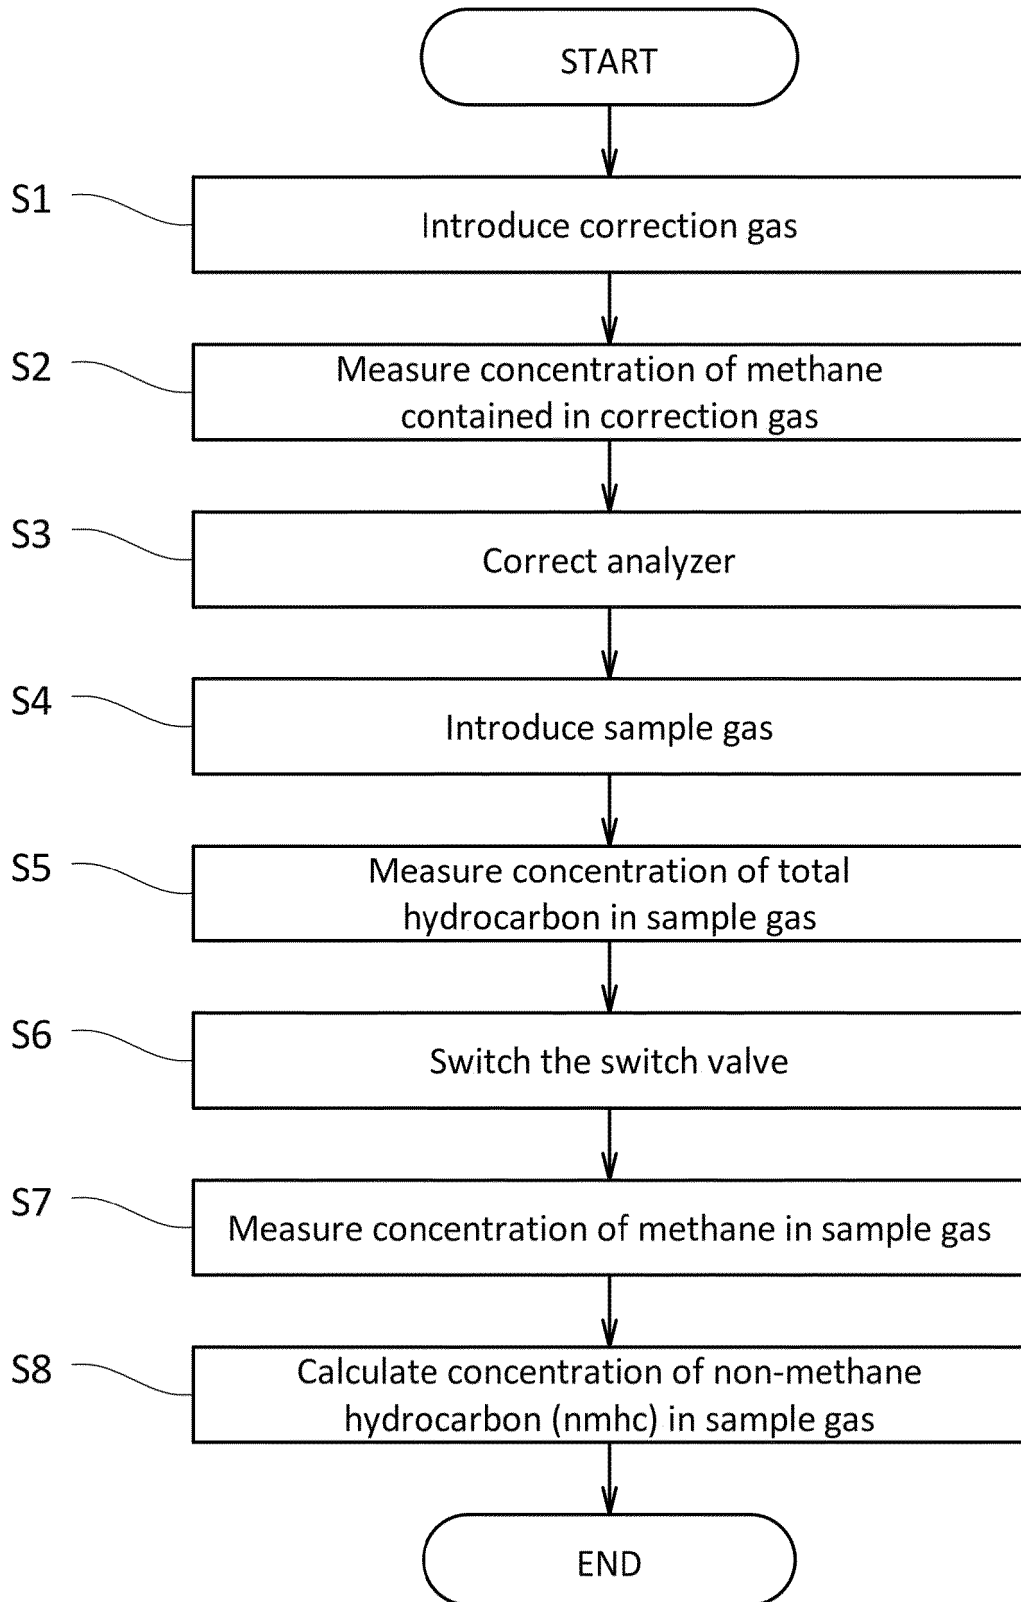 START
S1
Introduce correction gas
S2
Measure concentration of methane
contained in correction gas
S3
Correct analyzer
S4
Introduce sample gas
S5
Measure concentration of total
hydrocarbon in sample gas
S6
Switch the switch valve
S7
Measure concentration of methane in sample gas
S8
Calculate concentration of non-methane
hydrocarbon (nmhc) in sample gas
END